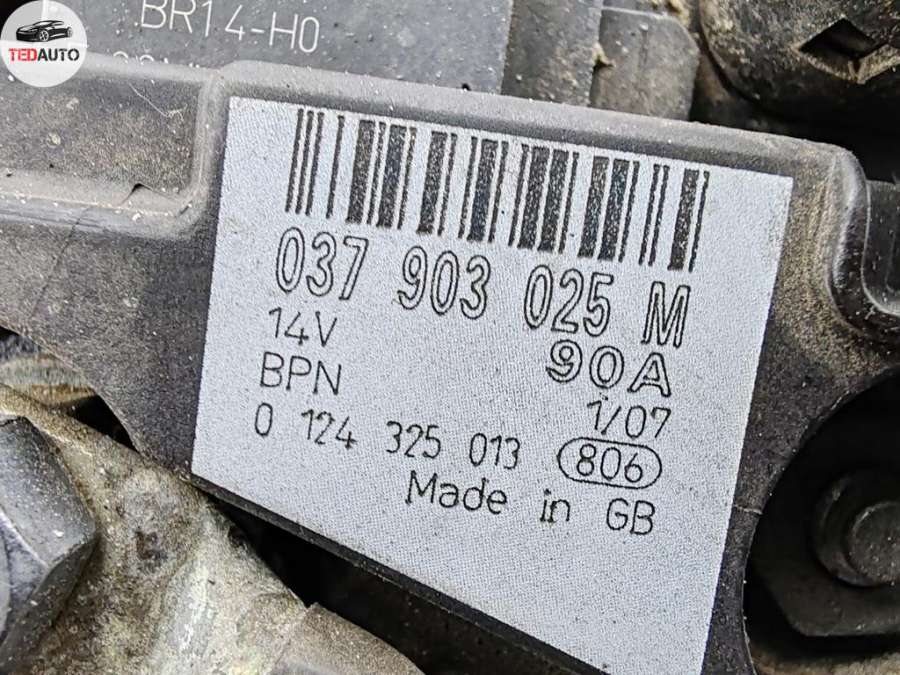 TEDAUTO
BR14-H0
037 903 025 M
14V 90A
BPN 1/07
0 124 325 013 806
Made in GB